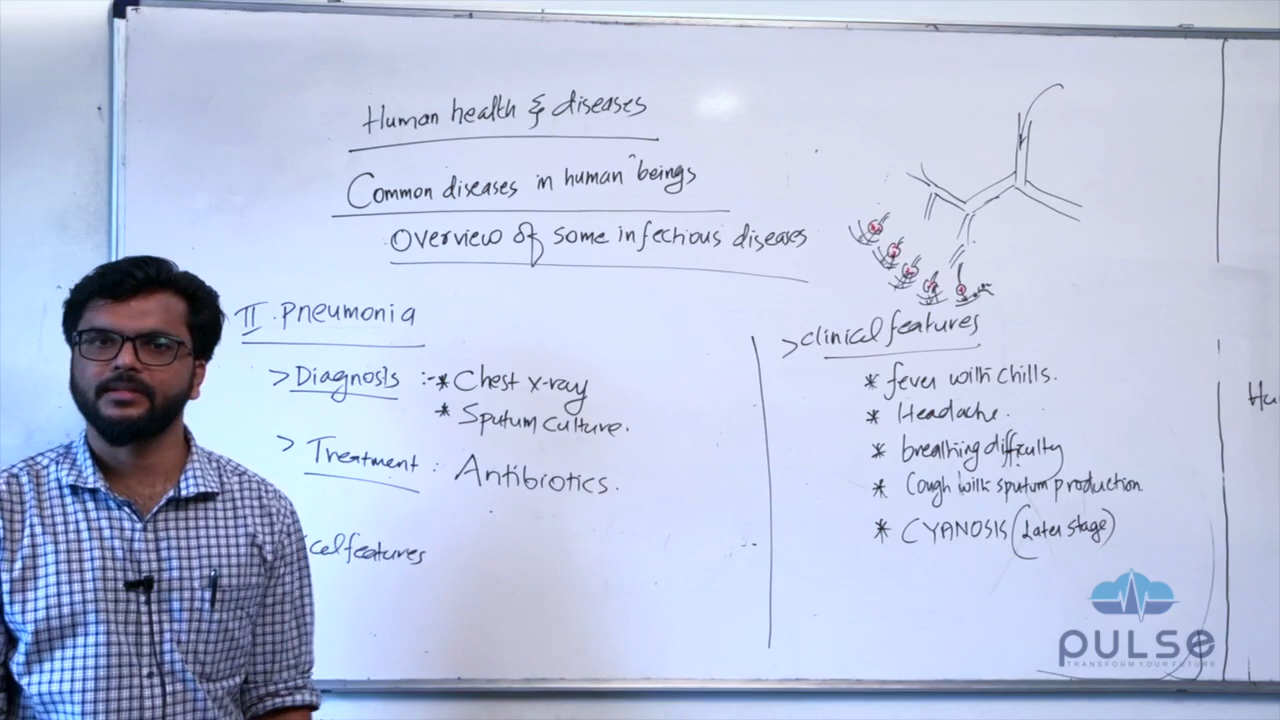 Human health & diseases
Common diseases in human beings
Overview of some infectious diseases
II. pneumonia
> Diagnosis :- * Chest x-ray
* Sputum culture.
> Treatment : Antibiotics.
ical features
> clinical features
* fever with chills.
* Headache.
* breathing difficulty
* Cough with sputum production
* CYANOSIS (Later stage)
Hu
PULSE
TRANSFORM YOUR FUTURE